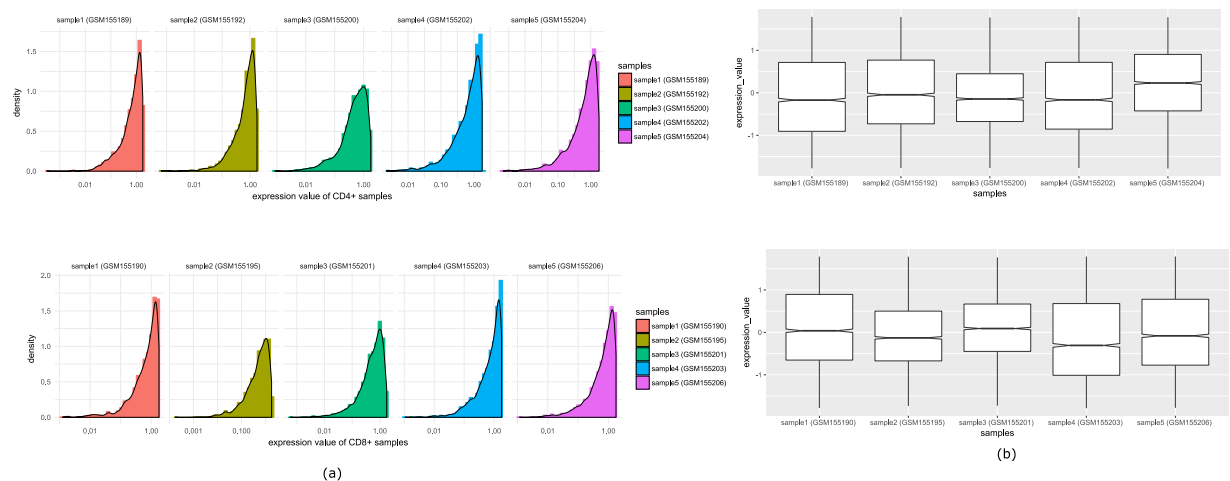 sample1 (GSM155189) sample2 (GSM155192) sample3 (GSM155200) sample4 (GSM155202) sample5 (GSM155204)
1.5
1.0
0.5
0.0
density
0.01 1.00 0.01 1.00 0.01 1.00 0.01 0.10 1.00 0.01 0.10 1.00
expression value of CD4+ samples
samples
sample1 (GSM155189)
sample2 (GSM155192)
sample3 (GSM155200)
sample4 (GSM155202)
sample5 (GSM155204)
1
0
-1
expression_value
sample1 (GSM155189) sample2 (GSM155192) sample3 (GSM155200) sample4 (GSM155202) sample5 (GSM155204)
samples
sample1 (GSM155190) sample2 (GSM155195) sample3 (GSM155201) sample4 (GSM155203) sample5 (GSM155206)
2.0
1.5
1.0
0.5
0.0
density
0,01 1,00 0,001 0,100 0,01 1,00 0,01 1,00 0,01 1,00
expression value of CD8+ samples
samples
sample1 (GSM155190)
sample2 (GSM155195)
sample3 (GSM155201)
sample4 (GSM155203)
sample5 (GSM155206)
1
0
-1
expression_value
sample1 (GSM155190) sample2 (GSM155195) sample3 (GSM155201) sample4 (GSM155203) sample5 (GSM155206)
samples
(a)
(b)